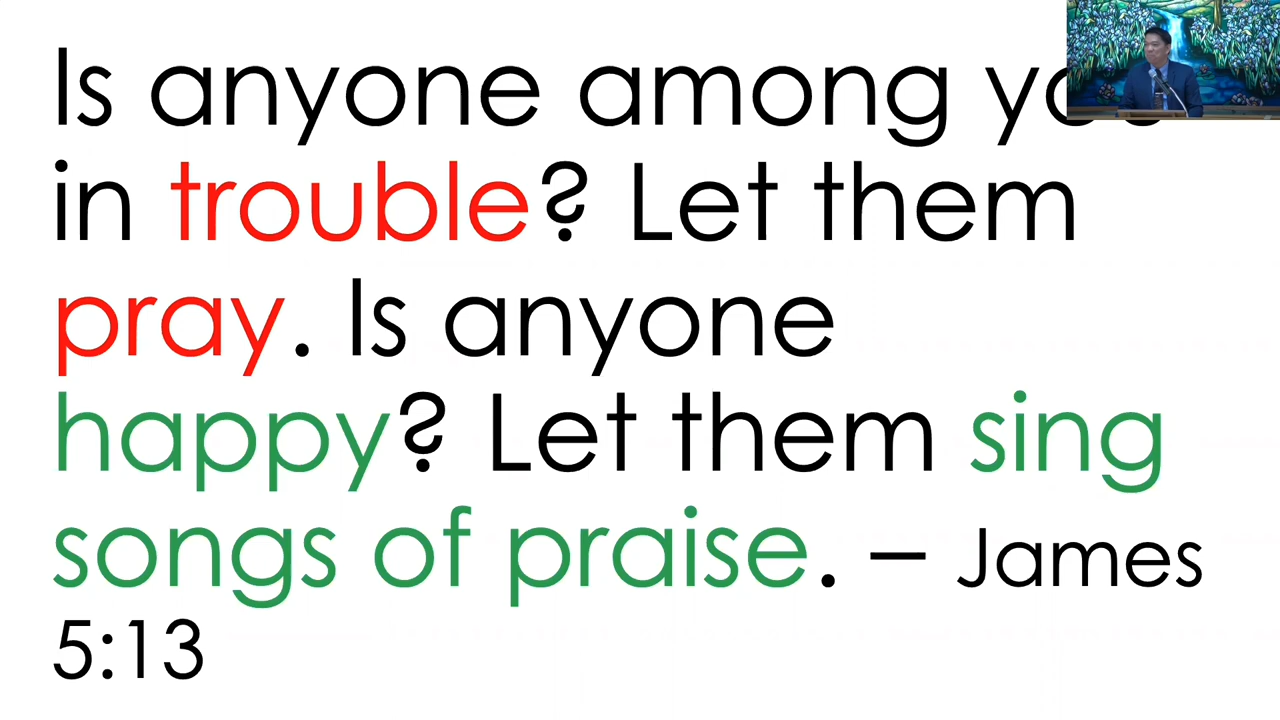 Is anyone among you
in trouble? Let them
pray. Is anyone
happy? Let them sing
songs of praise. – James
5:13